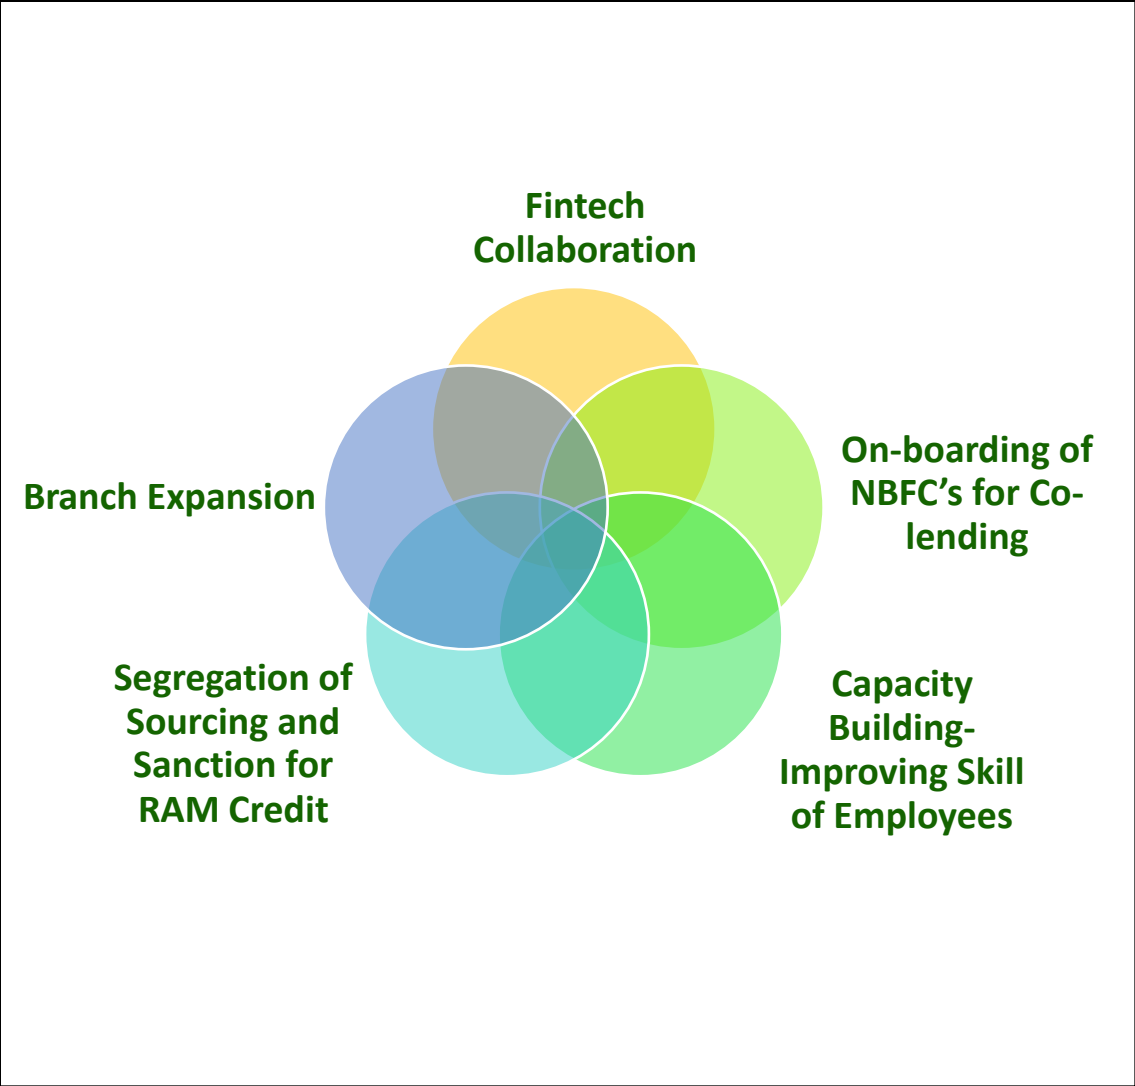 Fintech
Collaboration
On-boarding of
NBFC’s for Co-
lending
Capacity
Building-
Improving Skill
of Employees
Segregation of
Sourcing and
Sanction for
RAM Credit
Branch Expansion